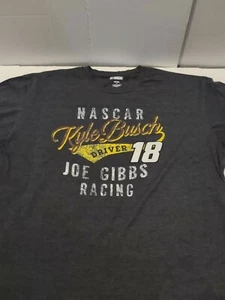 NASCAR
Kyle Busch
DRIVER 18
JOE GIBBS
RACING